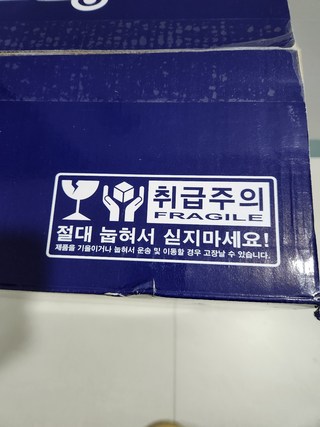 취급주의
FRAGILE
절대 눕혀서 싣지마세요!
제품을 기울이거나 눕혀서 운송 및 이동할 경우 고장날 수 있습니다.